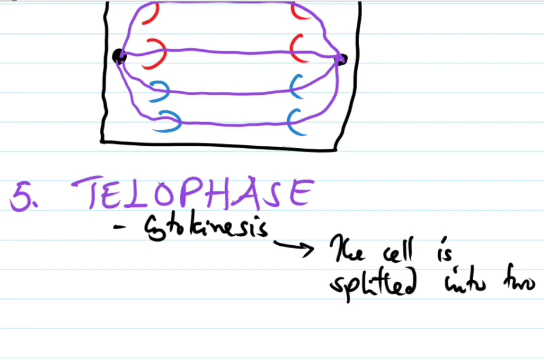 5. TELOPHASE
- Cytokinesis → The cell is
splitted into two